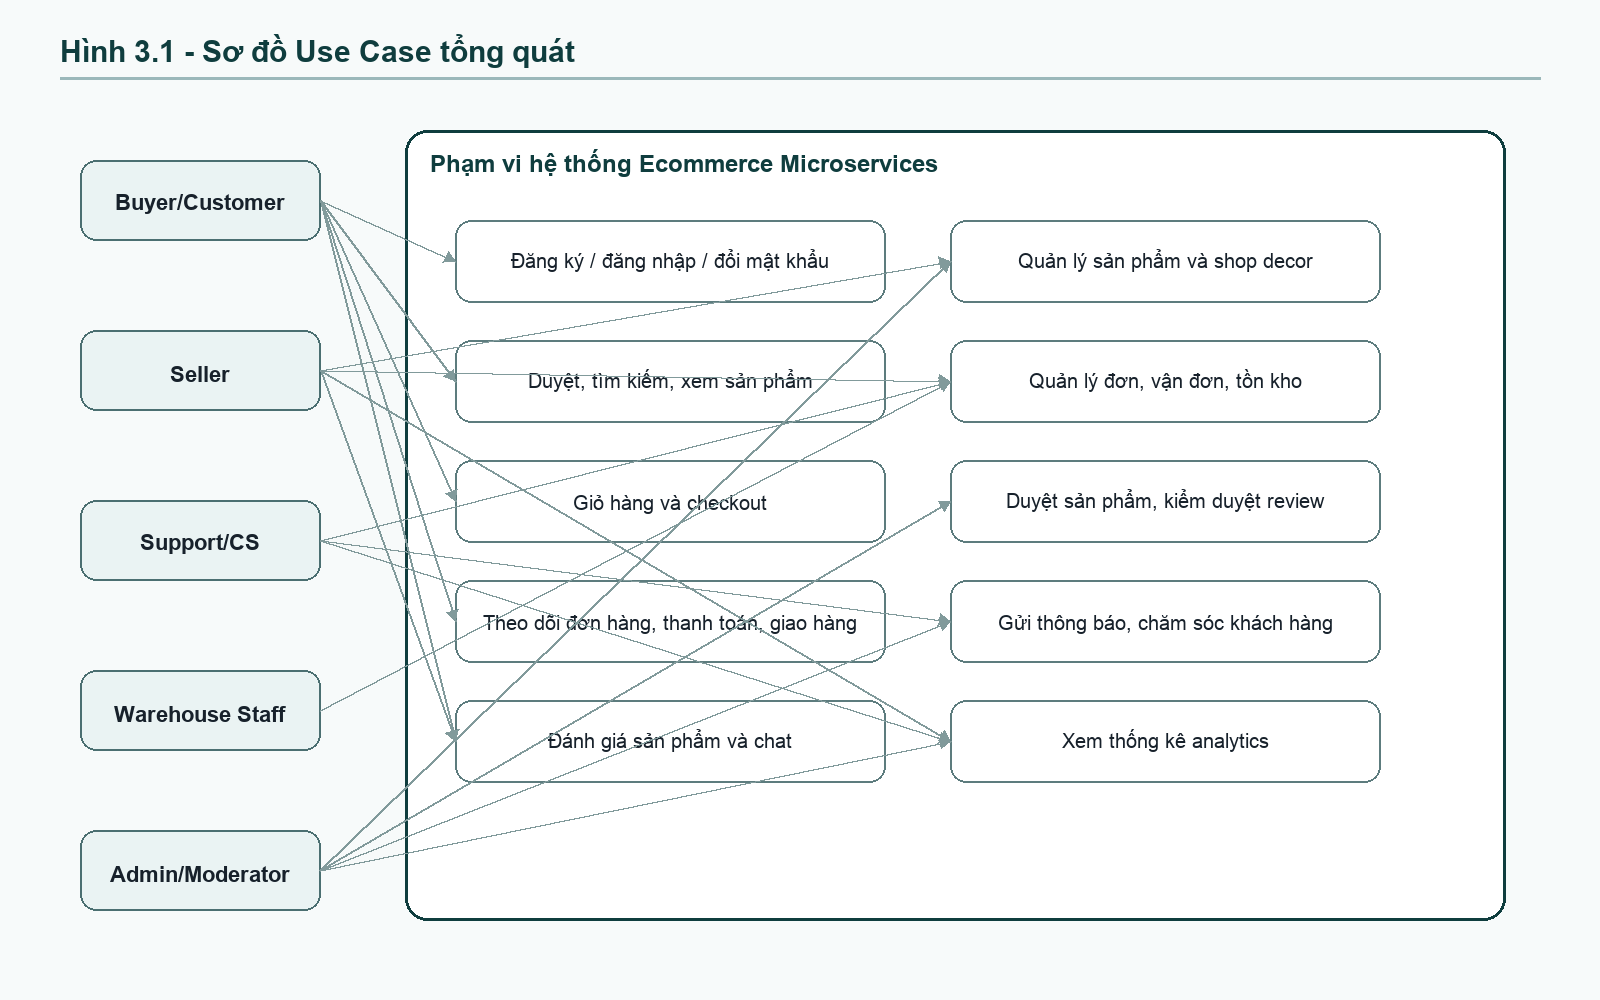 Hình 3.1 - Sơ đồ Use Case tổng quát
Phạm vi hệ thống Ecommerce Microservices
Buyer/Customer
Seller
Support/CS
Warehouse Staff
Admin/Moderator
Đăng ký / đăng nhập / đổi mật khẩu
Duyệt, tìm kiếm, xem sản phẩm
Giỏ hàng và checkout
Theo dõi đơn hàng, thanh toán, giao hàng
Đánh giá sản phẩm và chat
Quản lý sản phẩm và shop decor
Quản lý đơn, vận đơn, tồn kho
Duyệt sản phẩm, kiểm duyệt review
Gửi thông báo, chăm sóc khách hàng
Xem thống kê analytics